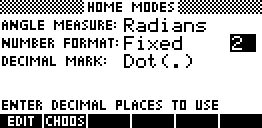 HOME MODES
ANGLE MEASURE: Radians
NUMBER FORMAT: Fixed 2
DECIMAL MARK: Dot(.)
ENTER DECIMAL PLACES TO USE
EDIT CHOOS